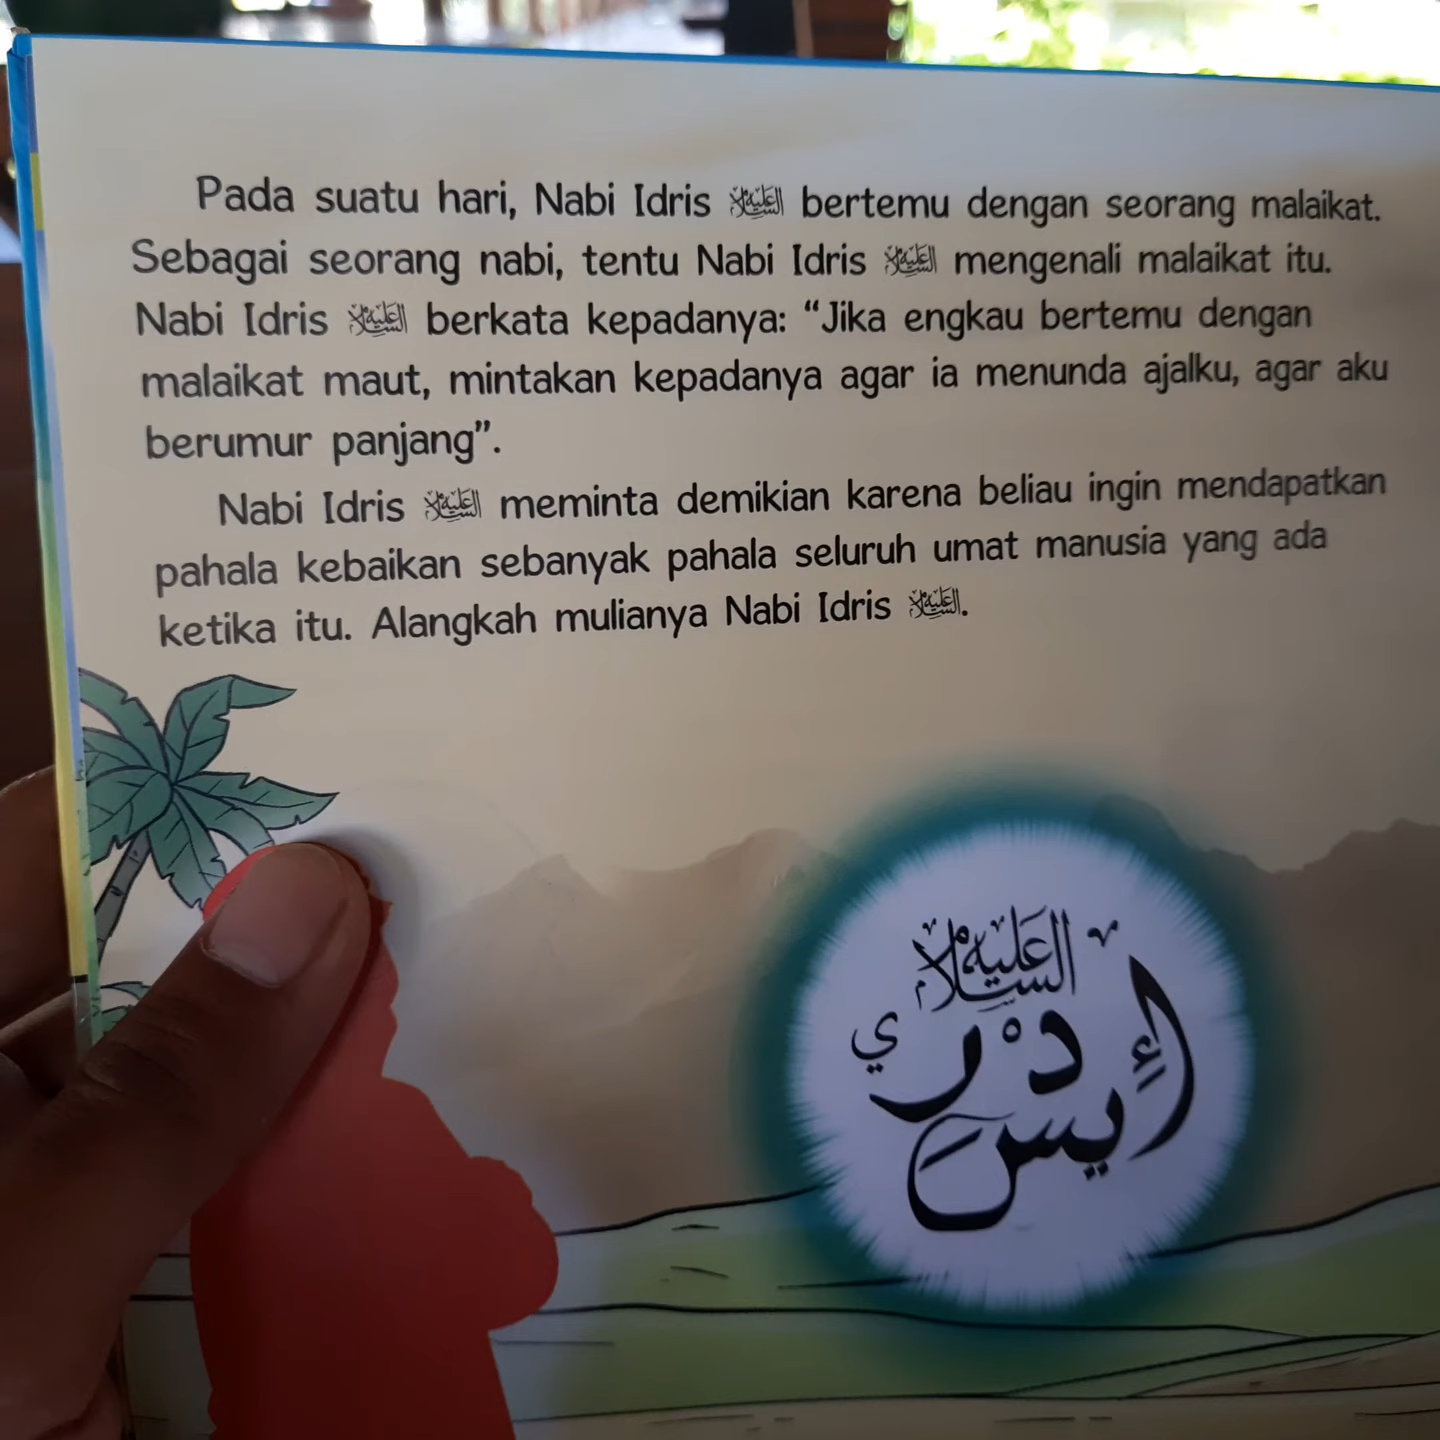 Pada suatu hari, Nabi Idris عليه السلام bertemu dengan seorang malaikat.
Sebagai seorang nabi, tentu Nabi Idris عليه السلام mengenali malaikat itu.
Nabi Idris عليه السلام berkata kepadanya: “Jika engkau bertemu dengan
malaikat maut, mintakan kepadanya agar ia menunda ajalku, agar aku
berumur panjang”.
Nabi Idris عليه السلام meminta demikian karena beliau ingin mendapatkan
pahala kebaikan sebanyak pahala seluruh umat manusia yang ada
ketika itu. Alangkah mulianya Nabi Idris عليه السلام.
عليه السلام
إدريس